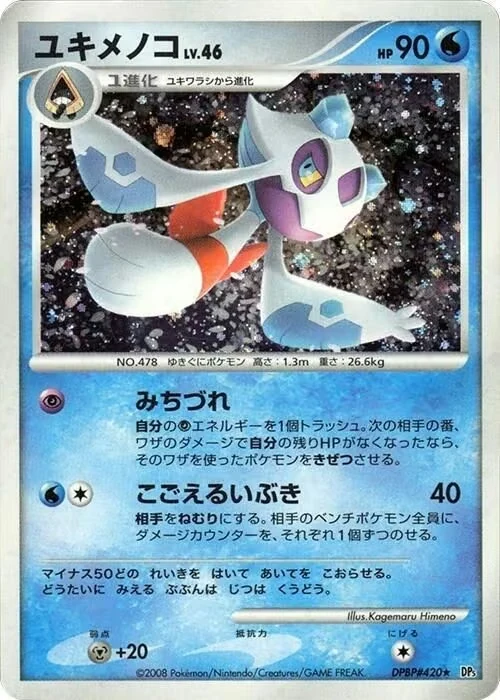 ユキメノコ LV.46 HP 90
1進化 ユキワラシから進化
NO.478 ゆきぐにポケモン 高さ：1.3m 重さ：26.6kg
みちづれ
自分のエネルギーを1個トラッシュ。次の相手の番、
ワザのダメージで自分の残りHPがなくなったなら、
そのワザを使ったポケモンをきぜつさせる。
こごえるいぶき 40
相手をねむりにする。相手のベンチポケモン全員に、
ダメージカウンターを、それぞれ1個ずつのせる。
マイナス50どの れいきを はいて あいてを こおらせる。
どうたいに みえる ぶぶんは じつは くうどう。
Illus.Kagemaru Himeno
弱点 抵抗力 にげる
+20
DPBP#420★ DPs
©2008 Pokémon/Nintendo/Creatures/GAME FREAK.